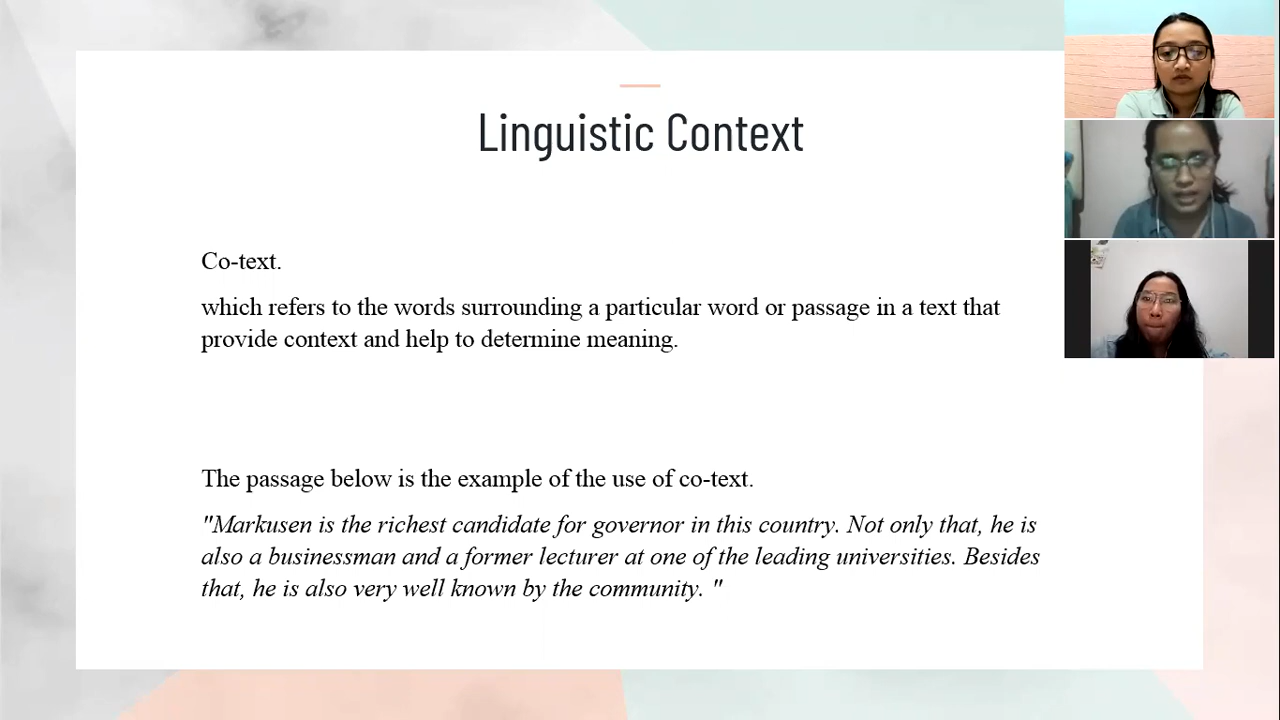 Linguistic Context
Co-text.
which refers to the words surrounding a particular word or passage in a text that
provide context and help to determine meaning.
The passage below is the example of the use of co-text.
"Markusen is the richest candidate for governor in this country. Not only that, he is
also a businessman and a former lecturer at one of the leading universities. Besides
that, he is also very well known by the community. "